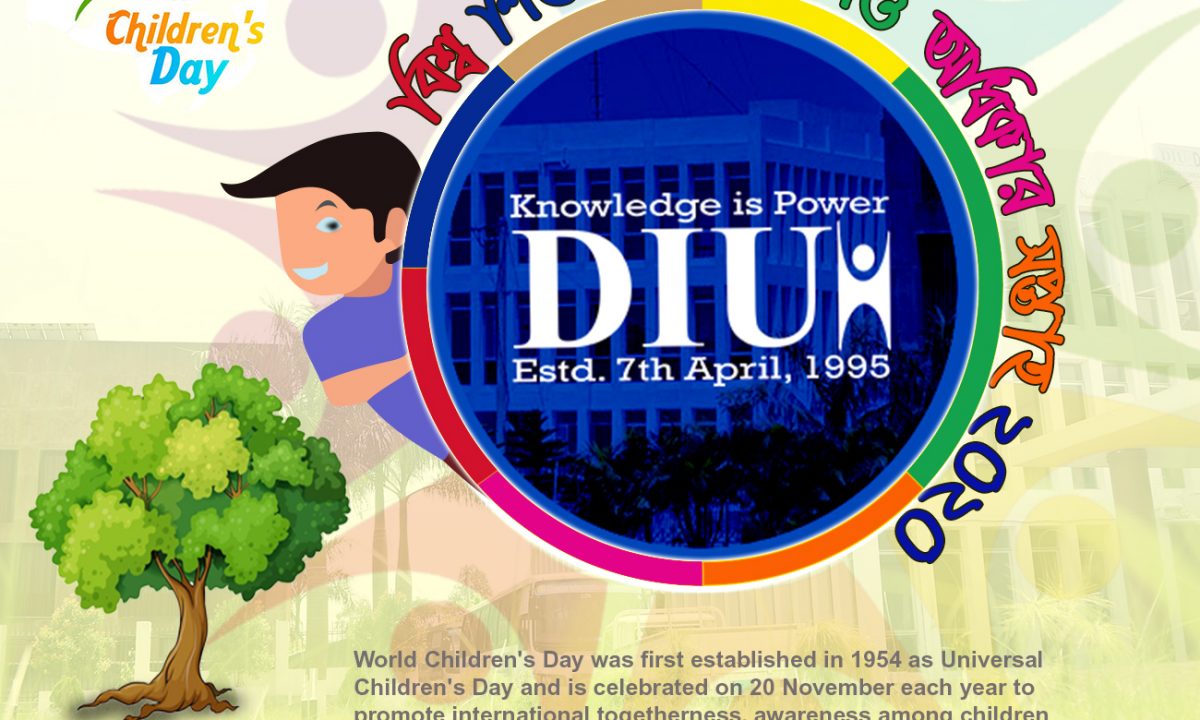 Children's
Day
বিশ্ব
অধিকার সপ্তাহ ২০২০
Knowledge is Power
DIU
Estd. 7th April, 1995
World Children's Day was first established in 1954 as Universal
Children's Day and is celebrated on 20 November each year to
promote international togetherness, awareness among children